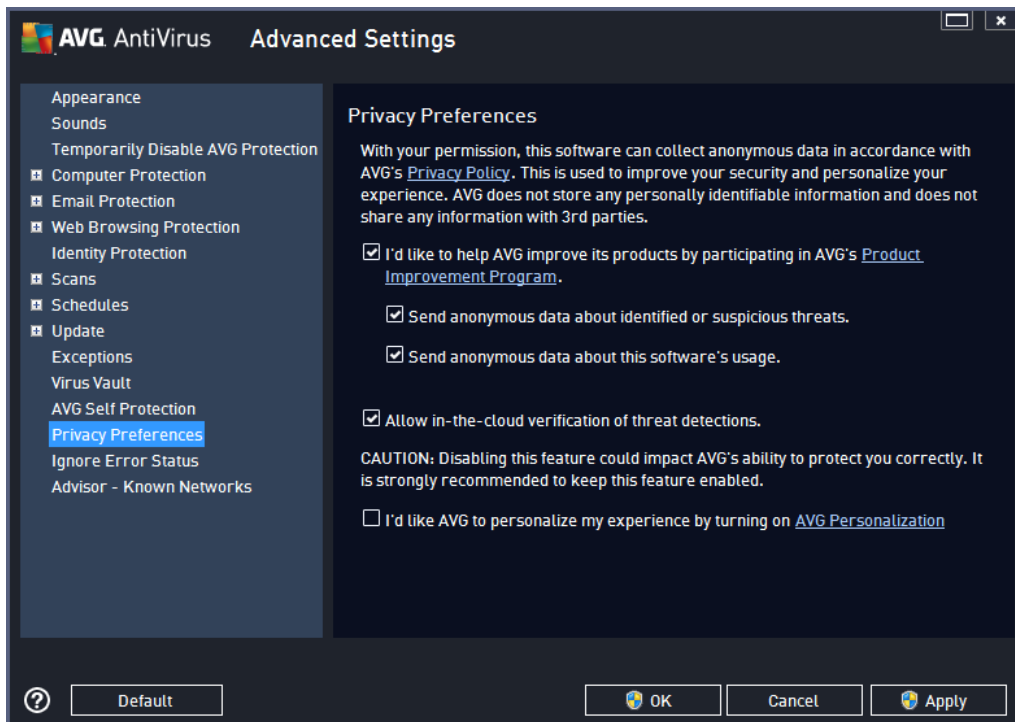 AVG. AntiVirus Advanced Settings
Appearance
Sounds
Temporarily Disable AVG Protection
Computer Protection
Email Protection
Web Browsing Protection
Identity Protection
Scans
Schedules
Update
Exceptions
Virus Vault
AVG Self Protection
Privacy Preferences
Ignore Error Status
Advisor - Known Networks
Privacy Preferences
With your permission, this software can collect anonymous data in accordance with
AVG's Privacy Policy. This is used to improve your security and personalize your
experience. AVG does not store any personally identifiable information and does not
share any information with 3rd parties.
I'd like to help AVG improve its products by participating in AVG's Product
Improvement Program.
Send anonymous data about identified or suspicious threats.
Send anonymous data about this software's usage.
Allow in-the-cloud verification of threat detections.
CAUTION: Disabling this feature could impact AVG's ability to protect you correctly. It
is strongly recommended to keep this feature enabled.
I'd like AVG to personalize my experience by turning on AVG Personalization
? Default OK Cancel Apply